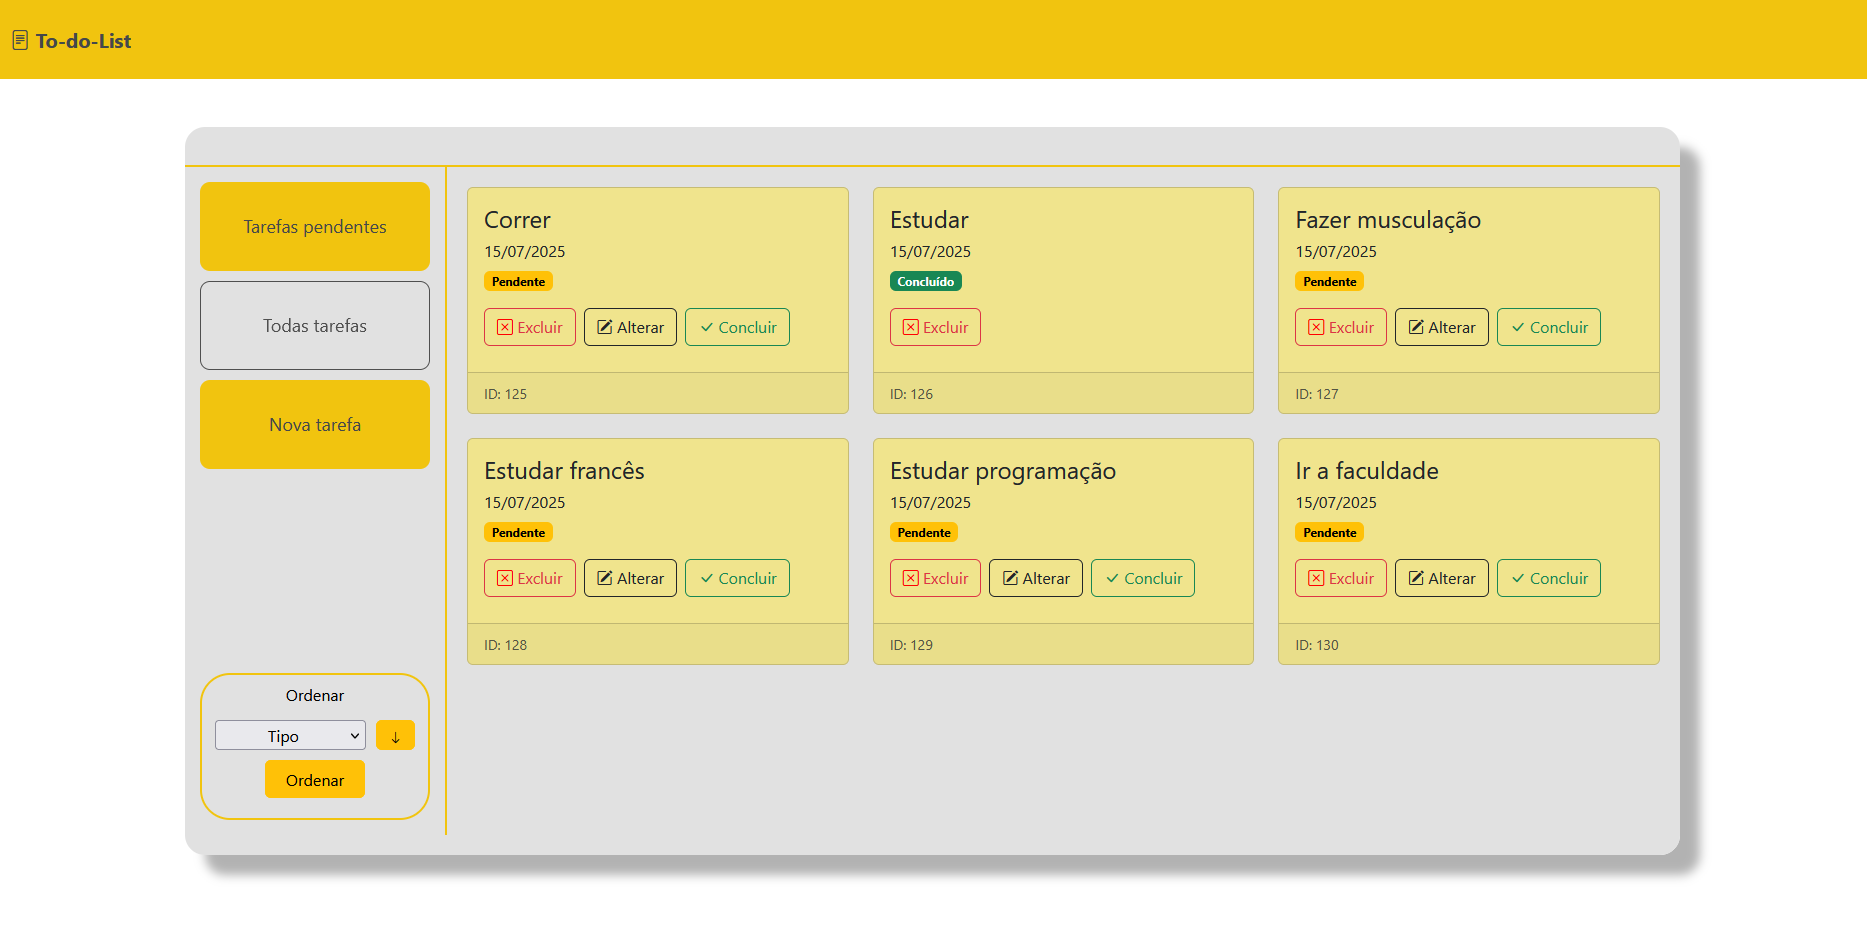 To-do-List
Tarefas pendentes
Todas tarefas
Nova tarefa
Ordenar
Tipo
↓
Ordenar
Correr
15/07/2025
Pendente
Excluir Alterar Concluir
ID: 125
Estudar
15/07/2025
Concluído
Excluir
ID: 126
Fazer musculação
15/07/2025
Pendente
Excluir Alterar Concluir
ID: 127
Estudar francês
15/07/2025
Pendente
Excluir Alterar Concluir
ID: 128
Estudar programação
15/07/2025
Pendente
Excluir Alterar Concluir
ID: 129
Ir a faculdade
15/07/2025
Pendente
Excluir Alterar Concluir
ID: 130